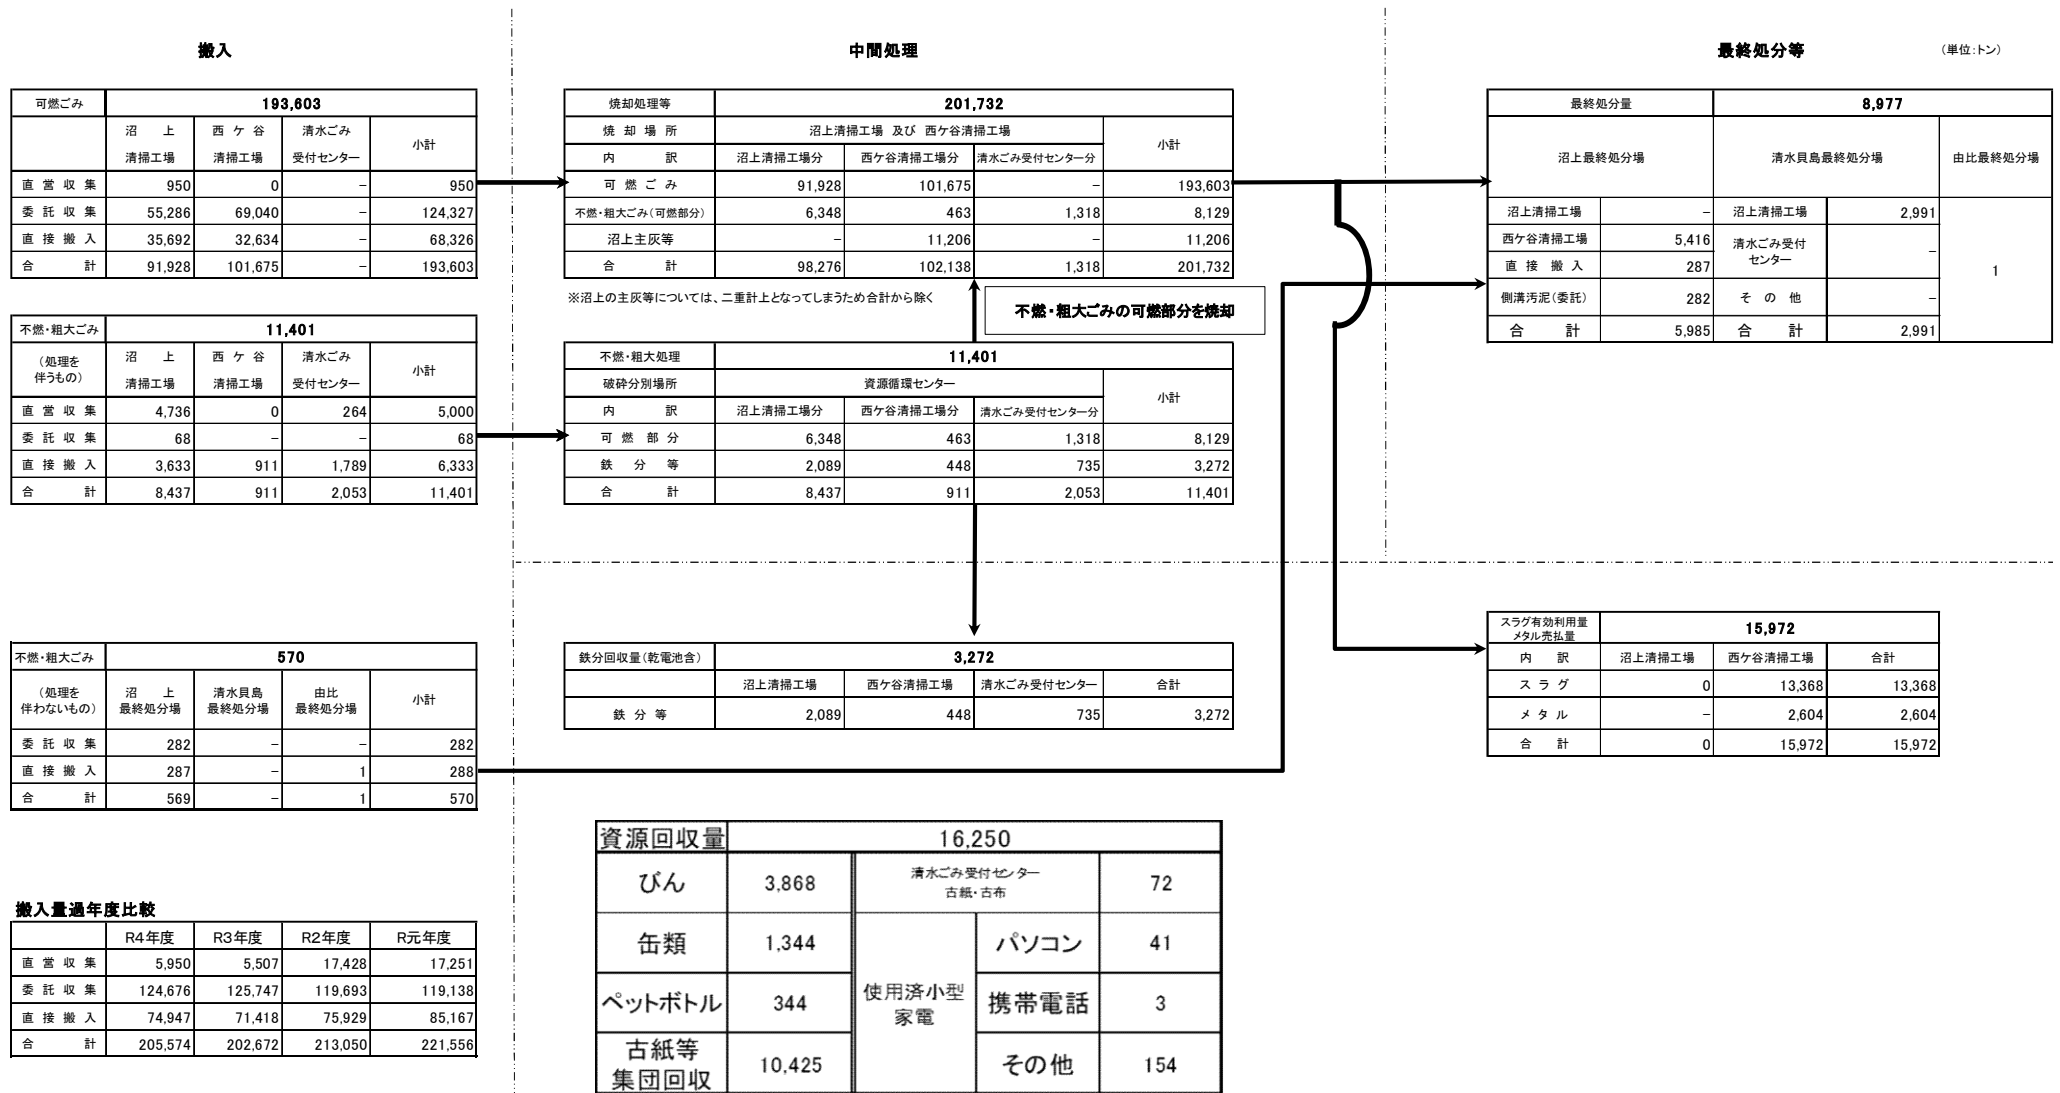 搬入
中間処理
最終処分等
（単位：トン）
可燃ごみ 193,603
沼 上 清掃工場 西 ケ 谷 清掃工場 清水ごみ 受付センター 小計
直 営 収 集 950 0 － 950
委 託 収 集 55,286 69,040 － 124,327
直 接 搬 入 35,692 32,634 － 68,326
合 計 91,928 101,675 － 193,603
不燃・粗大ごみ 11,401
（処理を 伴うもの） 沼 上 清掃工場 西 ケ 谷 清掃工場 清水ごみ 受付センター 小計
直 営 収 集 4,736 0 264 5,000
委 託 収 集 68 － － 68
直 接 搬 入 3,633 911 1,789 6,333
合 計 8,437 911 2,053 11,401
不燃・粗大ごみ 570
（処理を 伴わないもの） 沼 上 最終処分場 清水貝島 最終処分場 由比 最終処分場 小計
委 託 収 集 282 － － 282
直 接 搬 入 287 － 1 288
合 計 569 － 1 570
搬入量過年度比較
R4年度 R3年度 R2年度 R元年度
直 営 収 集 5,950 5,507 17,428 17,251
委 託 収 集 124,676 125,747 119,693 119,138
直 接 搬 入 74,947 71,418 75,929 85,167
合 計 205,574 202,672 213,050 221,556
焼却処理等 201,732
焼 却 場 所 沼上清掃工場 及び 西ケ谷清掃工場 小計
内 訳 沼上清掃工場分 西ケ谷清掃工場分 清水ごみ受付センター分
可 燃 ご み 91,928 101,675 － 193,603
不燃・粗大ごみ（可燃部分） 6,348 463 1,318 8,129
沼上主灰等 － 11,206 － 11,206
合 計 98,276 102,138 1,318 201,732
※沼上の主灰等については、二重計上となってしまうため合計から除く
不燃・粗大ごみの可燃部分を焼却
不燃・粗大処理 11,401
破砕分別場所 資源循環センター 小計
内 訳 沼上清掃工場分 西ケ谷清掃工場分 清水ごみ受付センター分
可 燃 部 分 6,348 463 1,318 8,129
鉄 分 等 2,089 448 735 3,272
合 計 8,437 911 2,053 11,401
鉄分回収量（乾電池含） 3,272
沼上清掃工場 西ケ谷清掃工場 清水ごみ受付センター 合計
鉄 分 等 2,089 448 735 3,272
資源回収量 16,250
びん 3,868 清水ごみ受付センター 古紙・古布 72
缶類 1,344 使用済小型 家電 パソコン 41
ペットボトル 344 携帯電話 3
古紙等 集団回収 10,425 その他 154
最終処分量 8,977
沼上最終処分場 清水貝島最終処分場 由比最終処分場
沼上清掃工場 － 沼上清掃工場 2,991 1
西ケ谷清掃工場 5,416 清水ごみ受付 センター －
直 接 搬 入 287
側溝汚泥（委託） 282 そ の 他 －
合 計 5,985 合 計 2,991
スラグ有効利用量 メタル売払量 15,972
内 訳 沼上清掃工場 西ケ谷清掃工場 合計
ス ラ グ 0 13,368 13,368
メ タ ル － 2,604 2,604
合 計 0 15,972 15,972